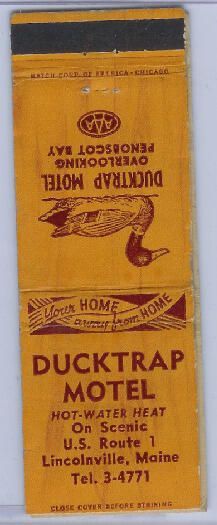 MATCH CORP. OF AMERICA - CHICAGO
AAA
DUCKTRAP MOTEL
OVERLOOKING
PENOBSCOT BAY
Your HOME
away from HOME
DUCKTRAP
MOTEL
HOT-WATER HEAT
On Scenic
U.S. Route 1
Lincolnville, Maine
Tel. 3-4771
CLOSE COVER BEFORE STRIKING